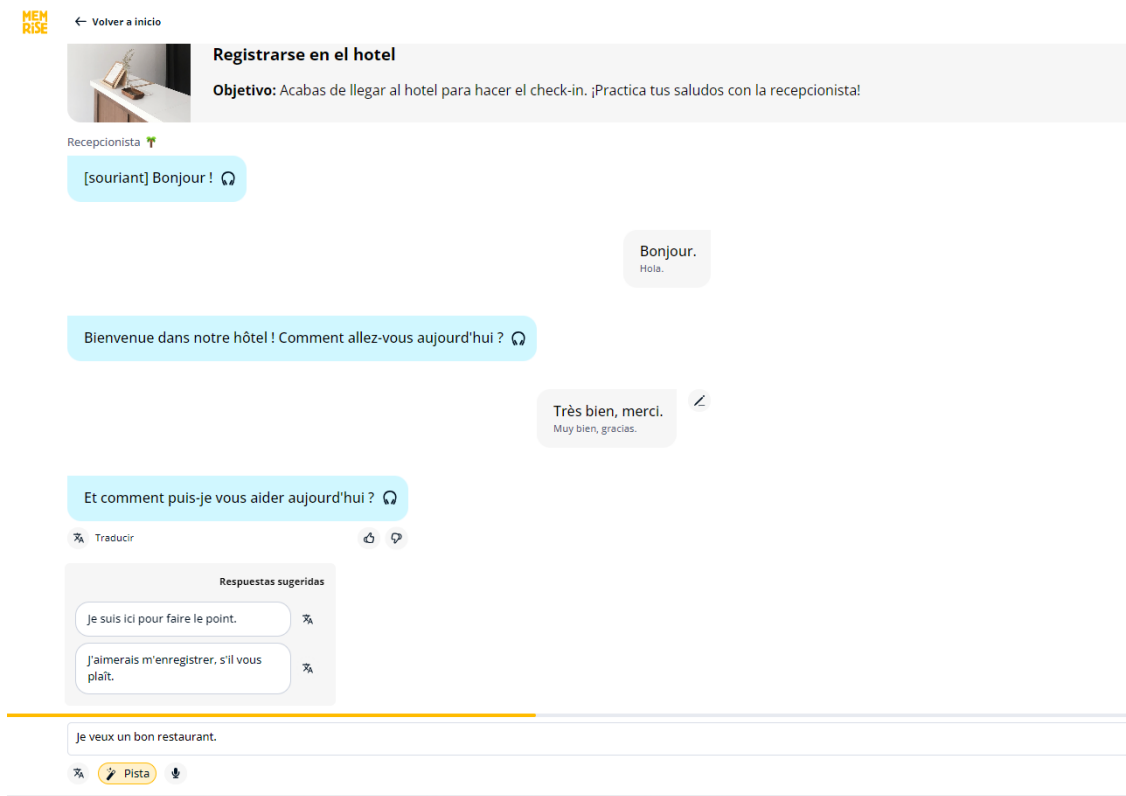 MEM
RiSE
← Volver a inicio
Registrarse en el hotel
Objetivo: Acabas de llegar al hotel para hacer el check-in. ¡Practica tus saludos con la recepcionista!
Recepcionista 🌴
[souriant] Bonjour !
Bonjour.
Hola.
Bienvenue dans notre hôtel ! Comment allez-vous aujourd'hui ?
Très bien, merci.
Muy bien, gracias.
Et comment puis-je vous aider aujourd'hui ?
Traducir
Respuestas sugeridas
Je suis ici pour faire le point.
J'aimerais m'enregistrer, s'il vous
plaît.
Je veux un bon restaurant.
Pista